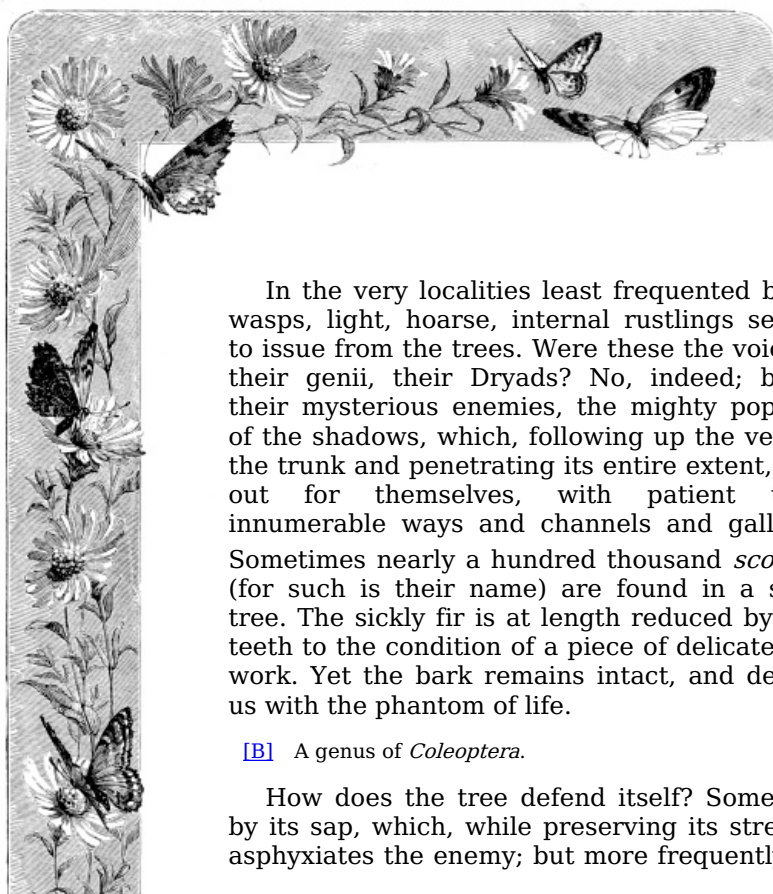 In the very localities least frequented b
wasps, light, hoarse, internal rustlings se
to issue from the trees. Were these the voi
their genii, their Dryads? No, indeed; b
their mysterious enemies, the mighty pop
of the shadows, which, following up the ve
the trunk and penetrating its entire extent,
out for themselves, with patient
innumerable ways and channels and gall
Sometimes nearly a hundred thousand sco
(for such is their name) are found in a s
tree. The sickly fir is at length reduced by
teeth to the condition of a piece of delicate
work. Yet the bark remains intact, and de
us with the phantom of life.
[B] A genus of Coleoptera.
How does the tree defend itself? Some
by its sap, which, while preserving its stre
asphyxiates the enemy; but more frequentl